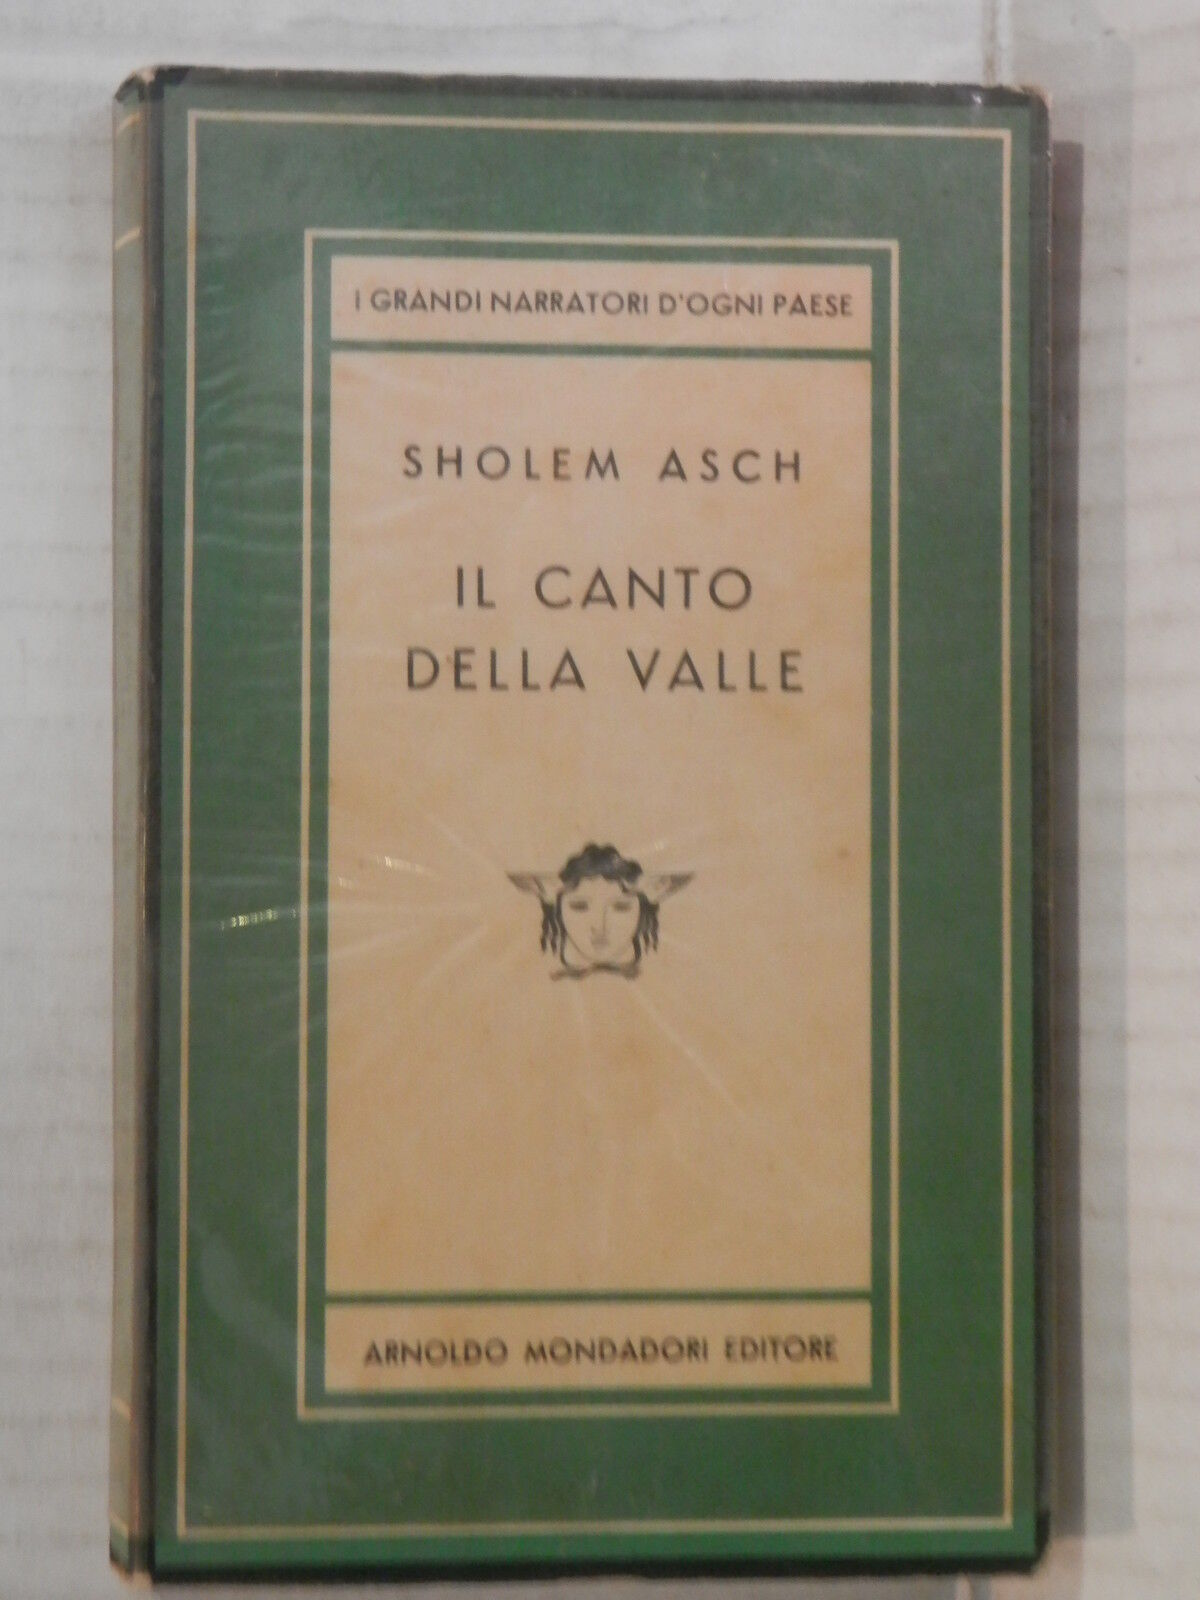 I GRANDI NARRATORI D'OGNI PAESE
SHOLEM ASCH
IL CANTO
DELLA VALLE
ARNOLDO MONDADORI EDITORE